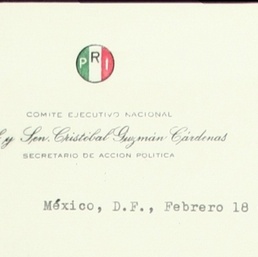 PRI
COMITE EJECUTIVO NACIONAL
y Sen. Cristóbal Guzmán Cárdenas
SECRETARIO DE ACCION POLITICA
México, D.F., Febrero 18